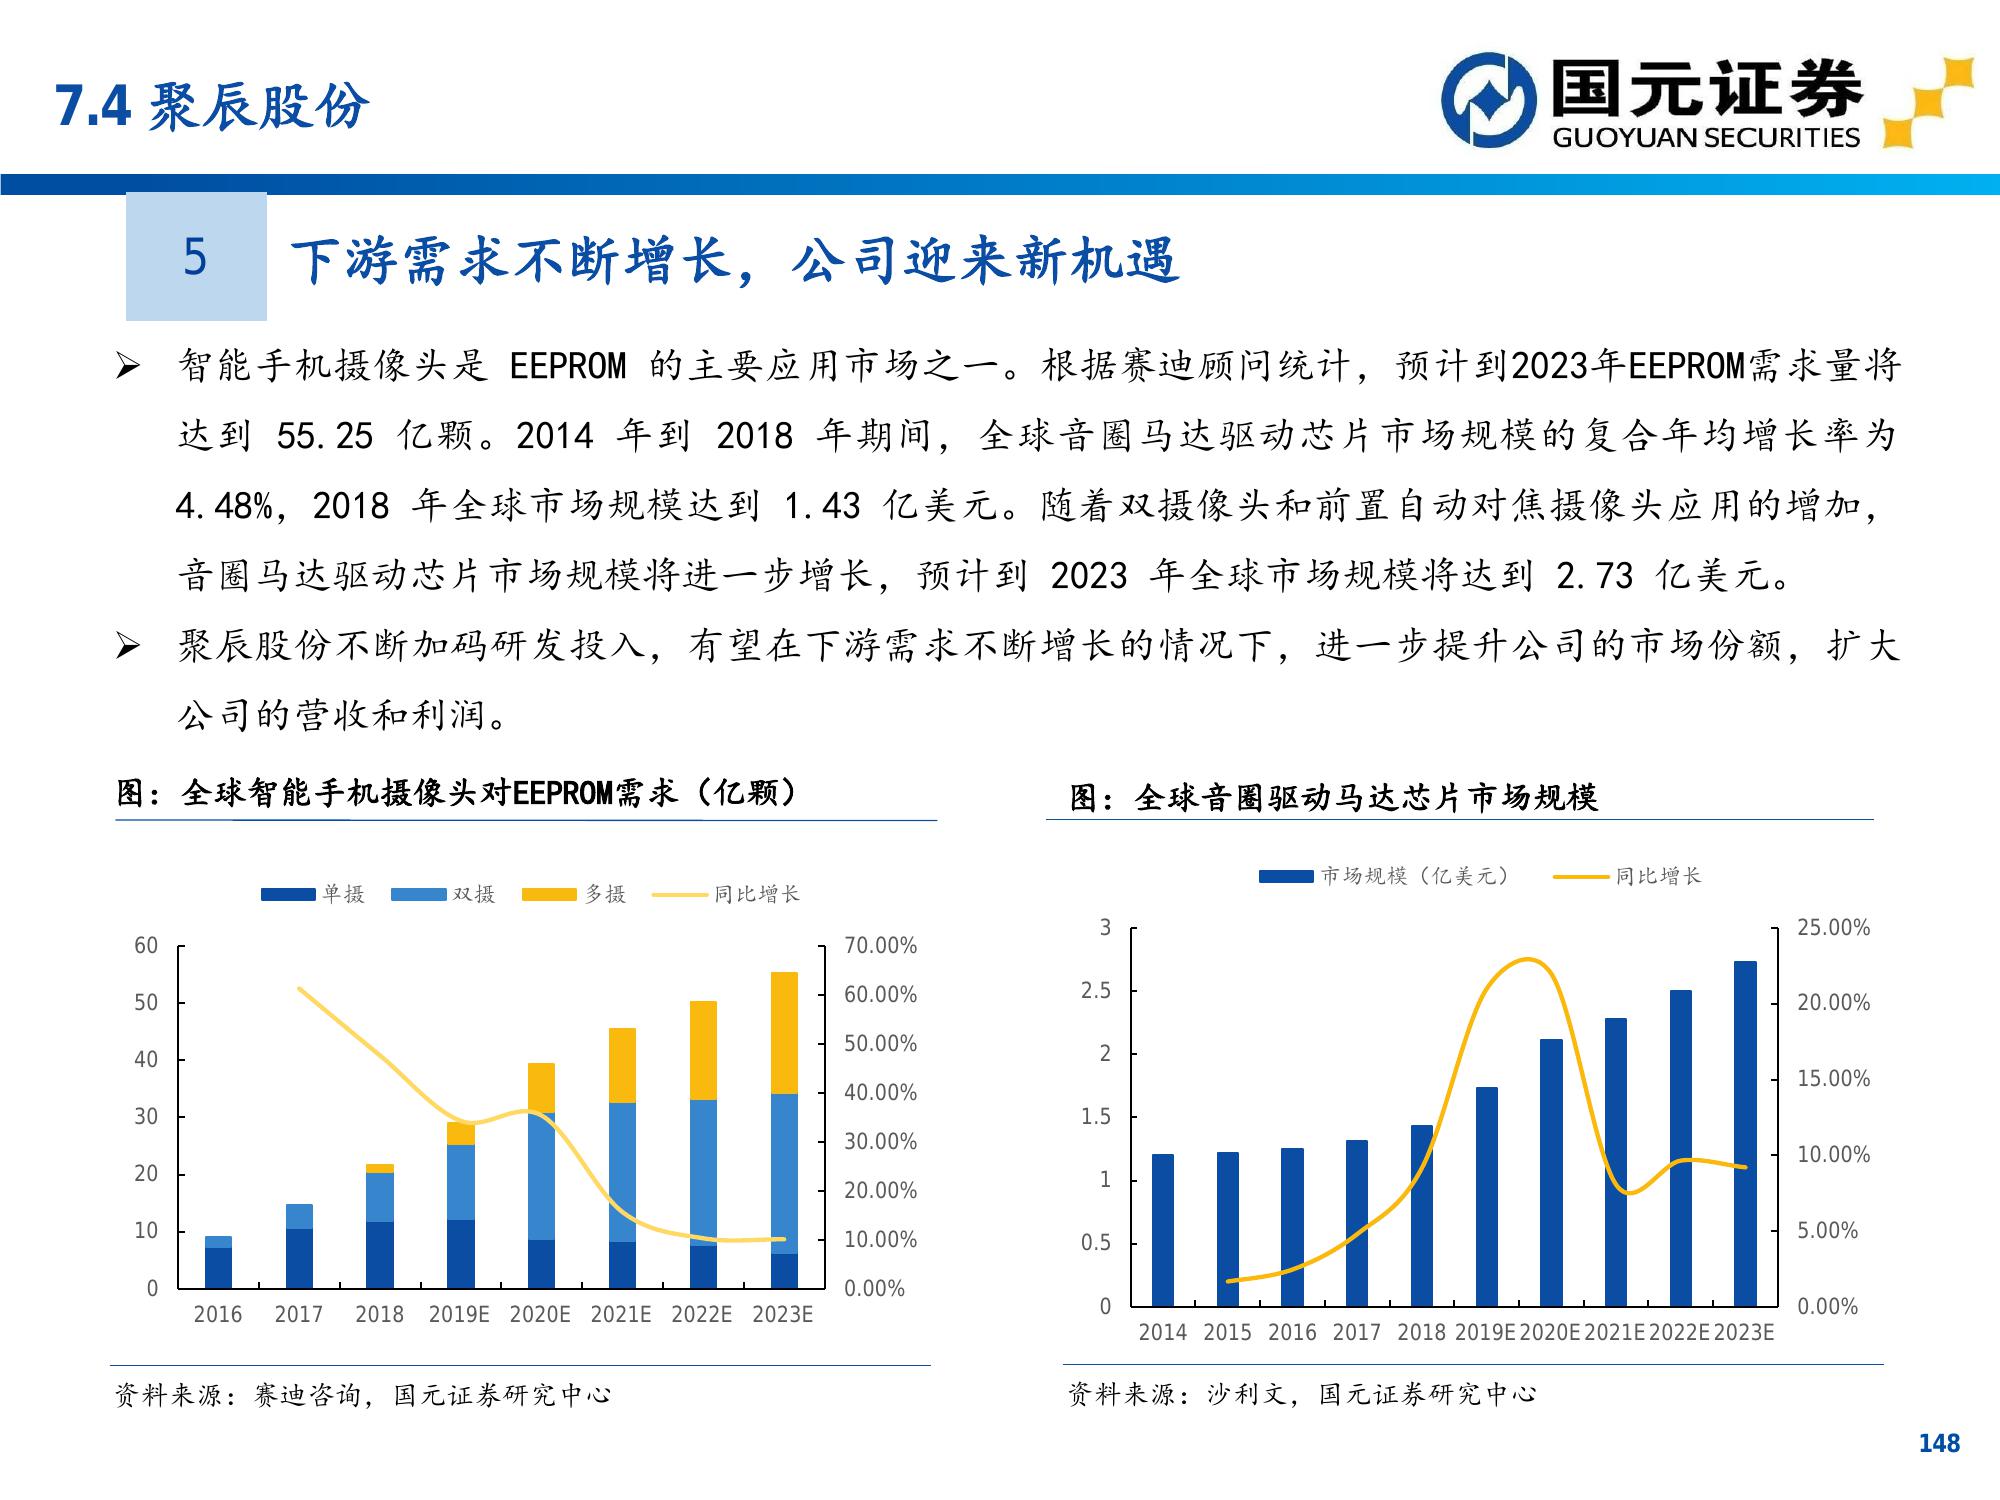 7.4 聚辰股份
国元证券
GUOYUAN SECURITIES
5
下游需求不断增长，公司迎来新机遇
➢ 智能手机摄像头是 EEPROM 的主要应用市场之一。根据赛迪顾问统计，预计到2023年EEPROM需求量将
达到 55.25 亿颗。2014 年到 2018 年期间，全球音圈马达驱动芯片市场规模的复合年均增长率为
4.48%，2018 年全球市场规模达到 1.43 亿美元。随着双摄像头和前置自动对焦摄像头应用的增加，
音圈马达驱动芯片市场规模将进一步增长，预计到 2023 年全球市场规模将达到 2.73 亿美元。
➢ 聚辰股份不断加码研发投入，有望在下游需求不断增长的情况下，进一步提升公司的市场份额，扩大
公司的营收和利润。
图：全球智能手机摄像头对EEPROM需求（亿颗）
单摄 双摄 多摄 同比增长
60
50
40
30
20
10
0
70.00%
60.00%
50.00%
40.00%
30.00%
20.00%
10.00%
0.00%
2016 2017 2018 2019E 2020E 2021E 2022E 2023E
资料来源：赛迪咨询，国元证券研究中心
图：全球音圈驱动马达芯片市场规模
市场规模（亿美元） 同比增长
3
2.5
2
1.5
1
0.5
0
25.00%
20.00%
15.00%
10.00%
5.00%
0.00%
2014 2015 2016 2017 2018 2019E 2020E 2021E 2022E 2023E
资料来源：沙利文，国元证券研究中心
148